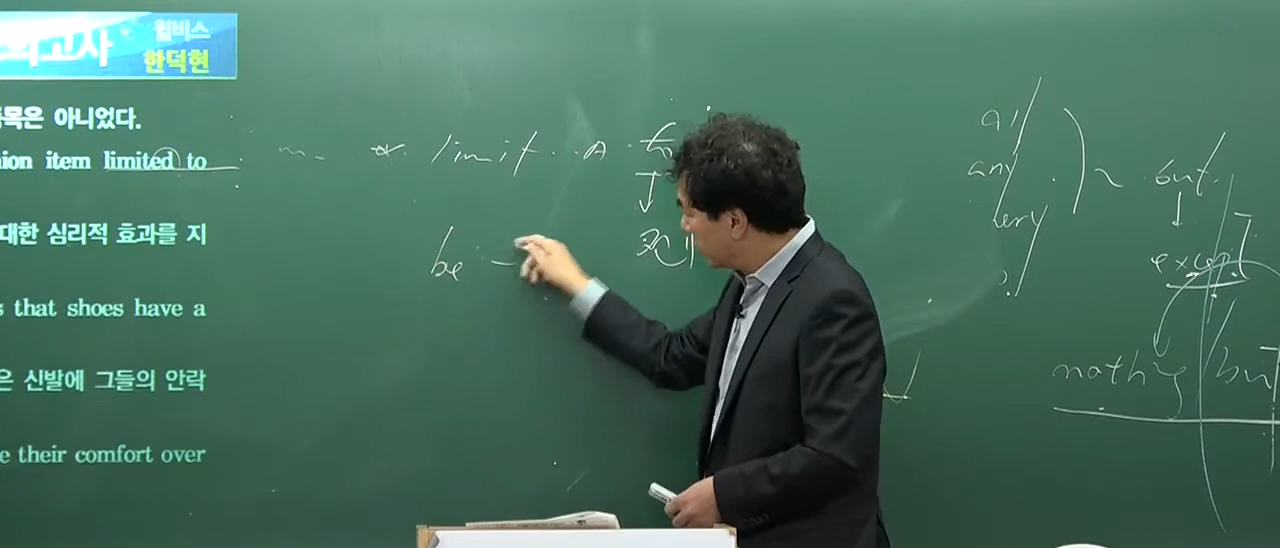 의고사 윌비스
한덕현
목은 아니었다.
ion item limited to
대한 심리적 효과를 지
s that shoes have a
은 신발에 그들의 안락
e their comfort over
* limit A to
be
all
any
every
~ but
except
nothing but